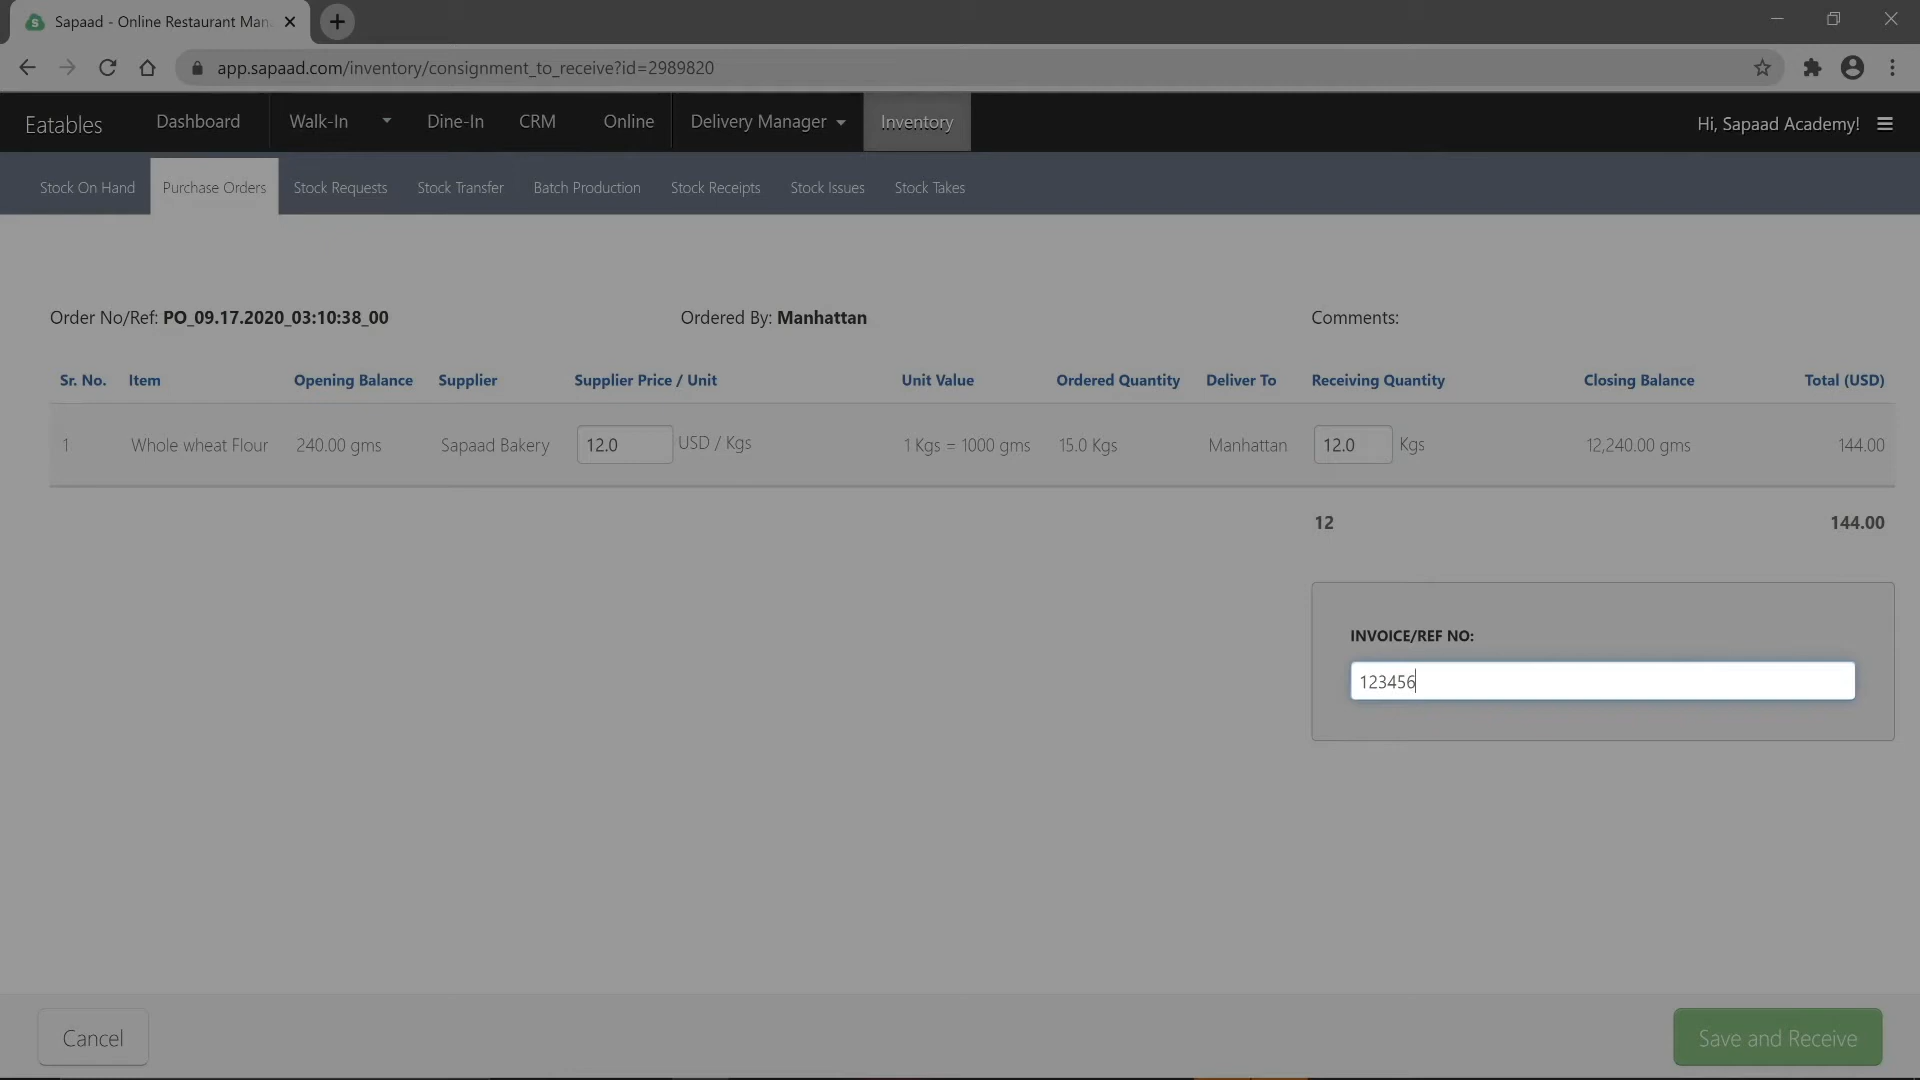 Sapaad - Online Restaurant Man
app.sapaad.com/inventory/consignment_to_receive?id=2989820
Eatables Dashboard Walk-In Dine-In CRM Online Delivery Manager Inventory Hi, Sapaad Academy!
Stock On Hand Purchase Orders Stock Requests Stock Transfer Batch Production Stock Receipts Stock Issues Stock Takes
Order No/Ref: PO_09.17.2020_03:10:38_00 Ordered By: Manhattan Comments:
Sr. No. Item Opening Balance Supplier Supplier Price / Unit Unit Value Ordered Quantity Deliver To Receiving Quantity Closing Balance Total (USD)
1 Whole wheat Flour 240.00 gms Sapaad Bakery 12.0 USD / Kgs 1 Kgs = 1000 gms 15.0 Kgs Manhattan 12.0 Kgs 12,240.00 gms 144.00
12 144.00
INVOICE/REF NO:
123456
Cancel Save and Receive